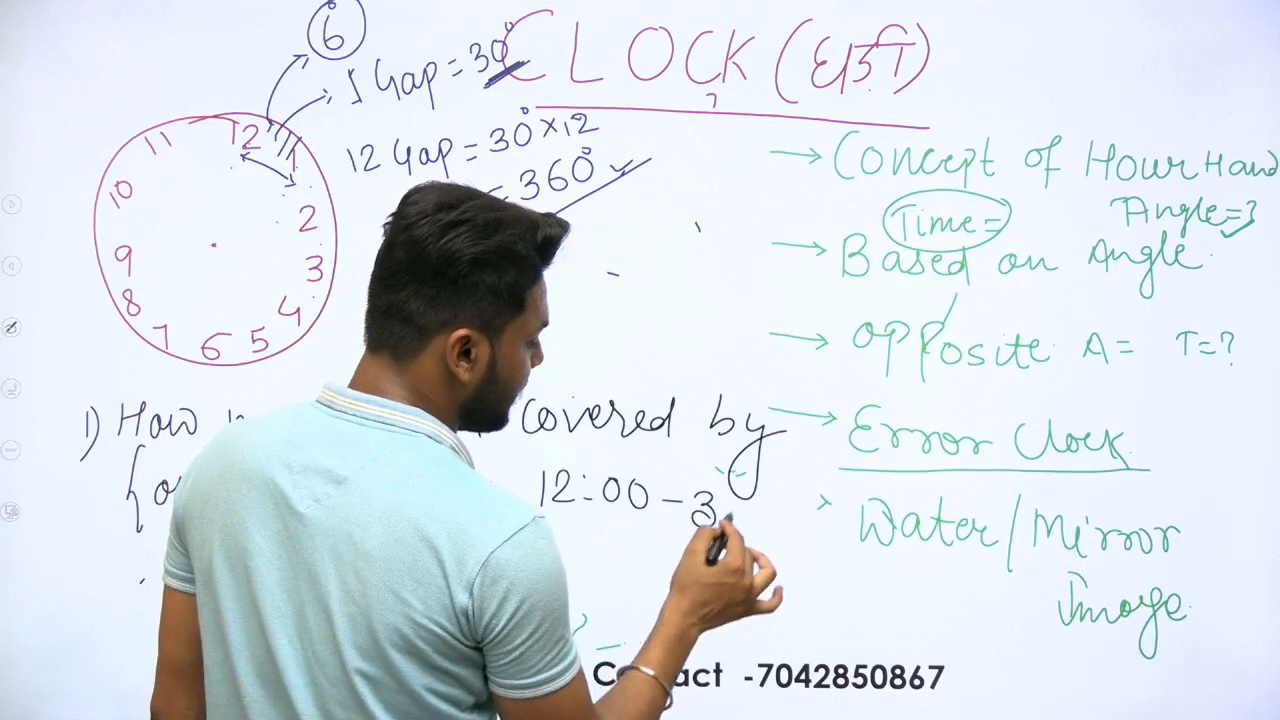 6°
CLOCK (घड़ी)
1 Gap = 30°
12 Gap = 30° × 12
= 360°
12
1
2
3
4
5
6
7
8
9
10
11
→ Concept of Hour Hand
Time = Angle = 3
→ Based on Angle
→ Opposite A = T = ?
→ Error Clock
Water/Mirror
Image
1) How covered by
12:00 - 3
Contact -7042850867